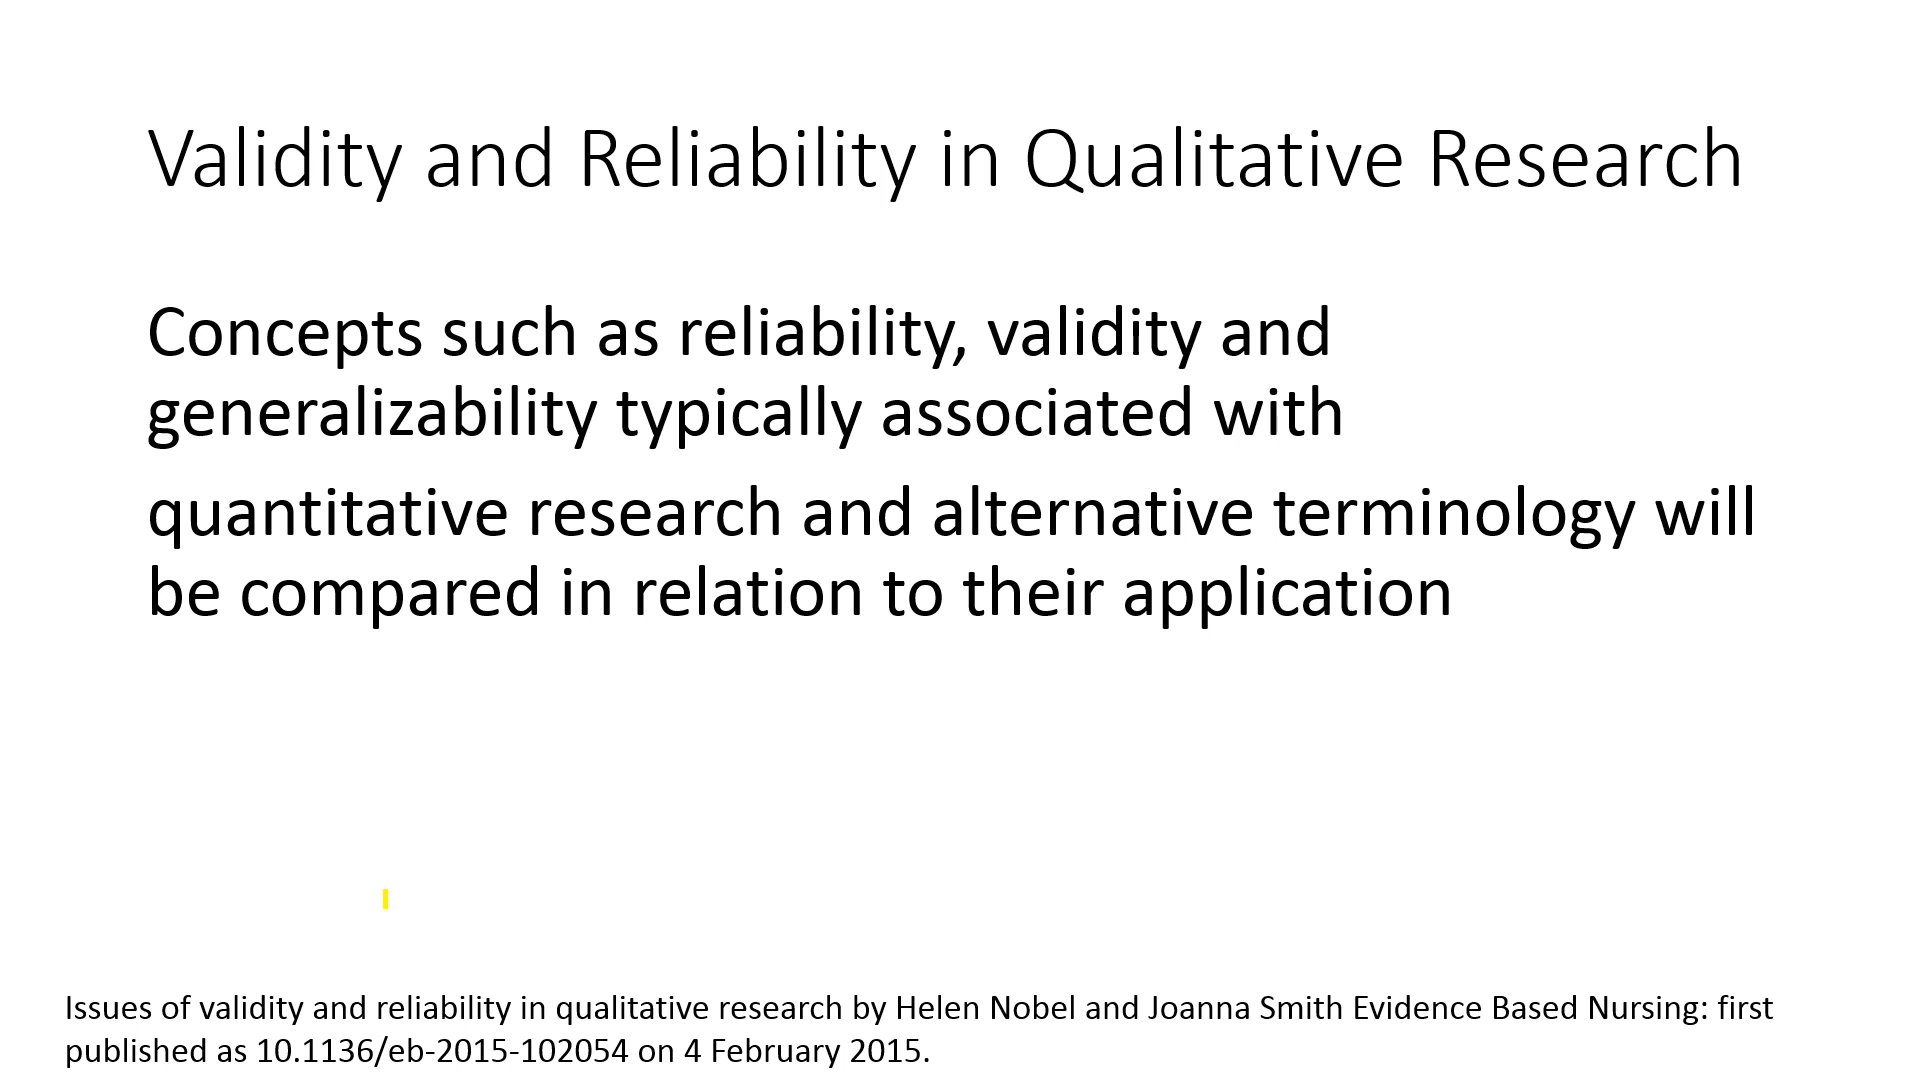 Validity and Reliability in Qualitative Research
Concepts such as reliability, validity and
generalizability typically associated with
quantitative research and alternative terminology will
be compared in relation to their application
Issues of validity and reliability in qualitative research by Helen Nobel and Joanna Smith Evidence Based Nursing: first
published as 10.1136/eb-2015-102054 on 4 February 2015.